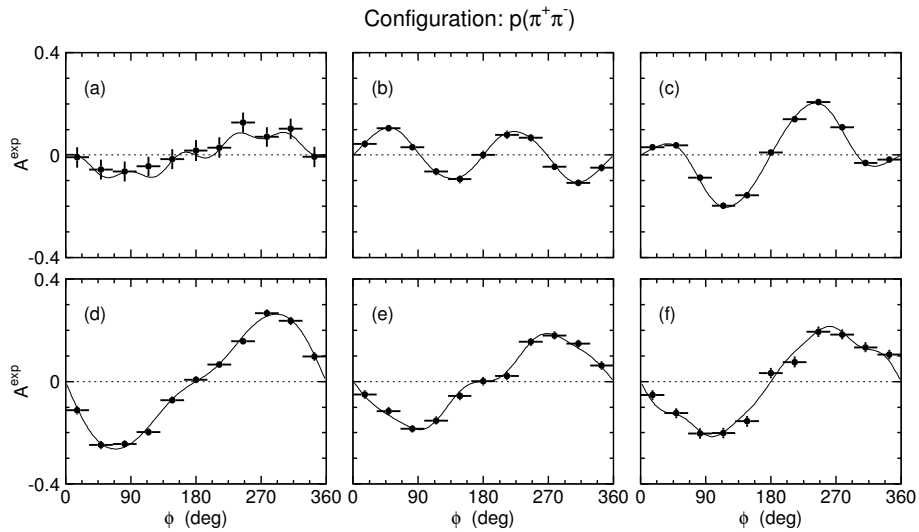 Configuration: p(π⁺π⁻)
0.4
0
-0.4
A^exp
(a)
(b)
(c)
0.4
0
-0.4
A^exp
(d)
(e)
(f)
0 90 180 270 360
0 90 180 270 360
0 90 180 270 360
ϕ (deg)
ϕ (deg)
ϕ (deg)